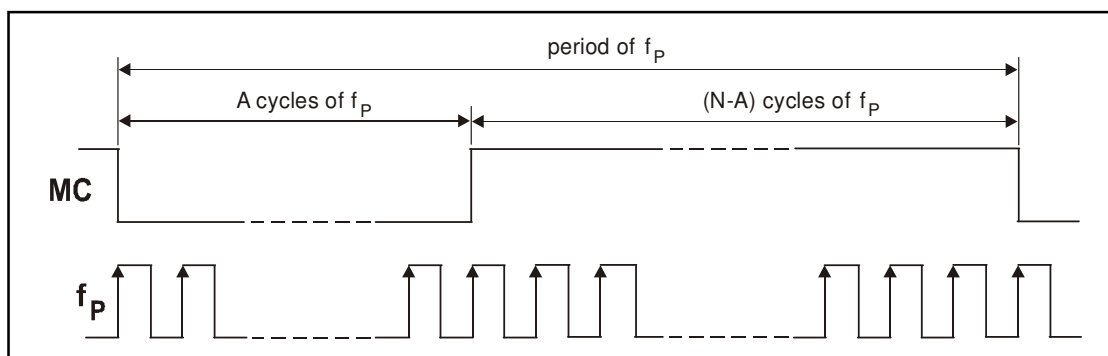 period of fP
A cycles of fP
(N-A) cycles of fP
MC
fP